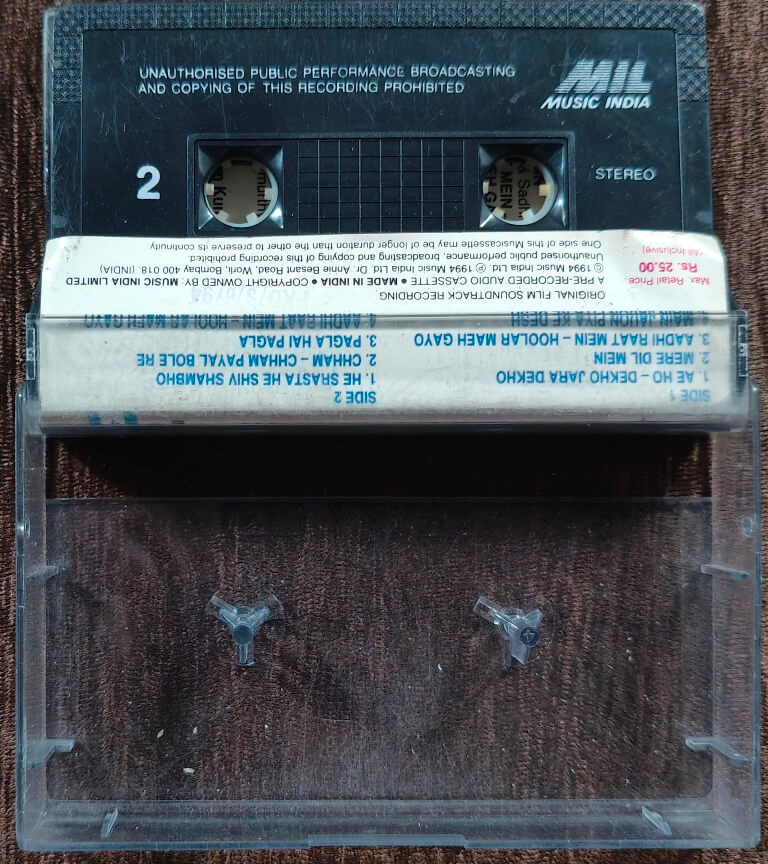 UNAUTHORISED PUBLIC PERFORMANCE BROADCASTING
AND COPYING OF THIS RECORDING PROHIBITED
MIL
MUSIC INDIA
2
STEREO
MEIN
ORIGINAL FILM SOUNDTRACK RECORDING.
A PRE-RECORDED AUDIO CASSETTE ● MADE IN INDIA ● COPYRIGHT OWNED BY: MUSIC INDIA LIMITED
© 1994 Music India Ltd. ℗ 1994 Music India Ltd. Dr. Annie Besant Road, Worli, Bombay 400 018. (INDIA)
Unauthorised public performance, broadcasting and copying of this recording prohibited.
One side of this Musicassette may be of longer duration than the other to preserve its continuity.
Max. Retail Price
Rs. 25.00
(All Inclusive)
SIDE 1
1. AE HO – DEKHO JARA DEKHO
2. MERE DIL MEIN
3. AADHI RAAT MEIN – HOOLAR MAEH GAYO
4. MAIN JAHON PIYA KE DESH
SIDE 2
1. HE SRASTA HE SHIV SHAMBHO
2. CHHAM – CHHAM PAYAL BOLE RE
3. PAGLA HAI PAGLA
4. AADHI RAAT MEIN – HOOLAR MAEH GAYO